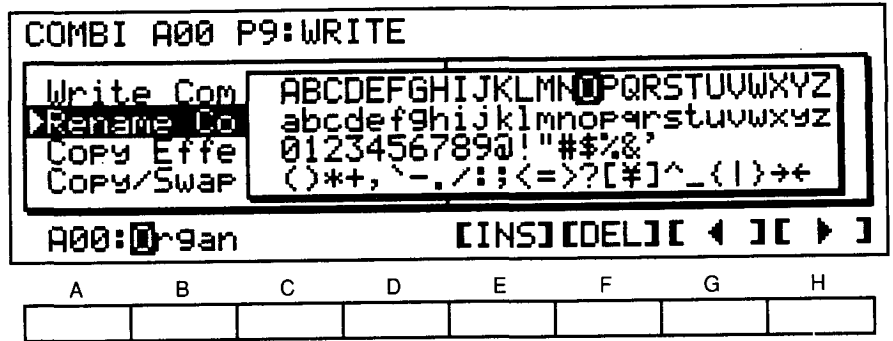 COMBI A00 P9:WRITE
Write Com
▶Rename Co
Copy Effe
Copy/Swap
ABCDEFGHIJKLMNOPQRSTUVWXYZ
abcdefghijklmnopqrstuvwxyz
0123456789@!"#$%&'
()*+,`-./:;<=>?[¥]^_{|}→←
A00:Organ [INS][DEL][ ◀ ][ ▶ ]
A B C D E F G H